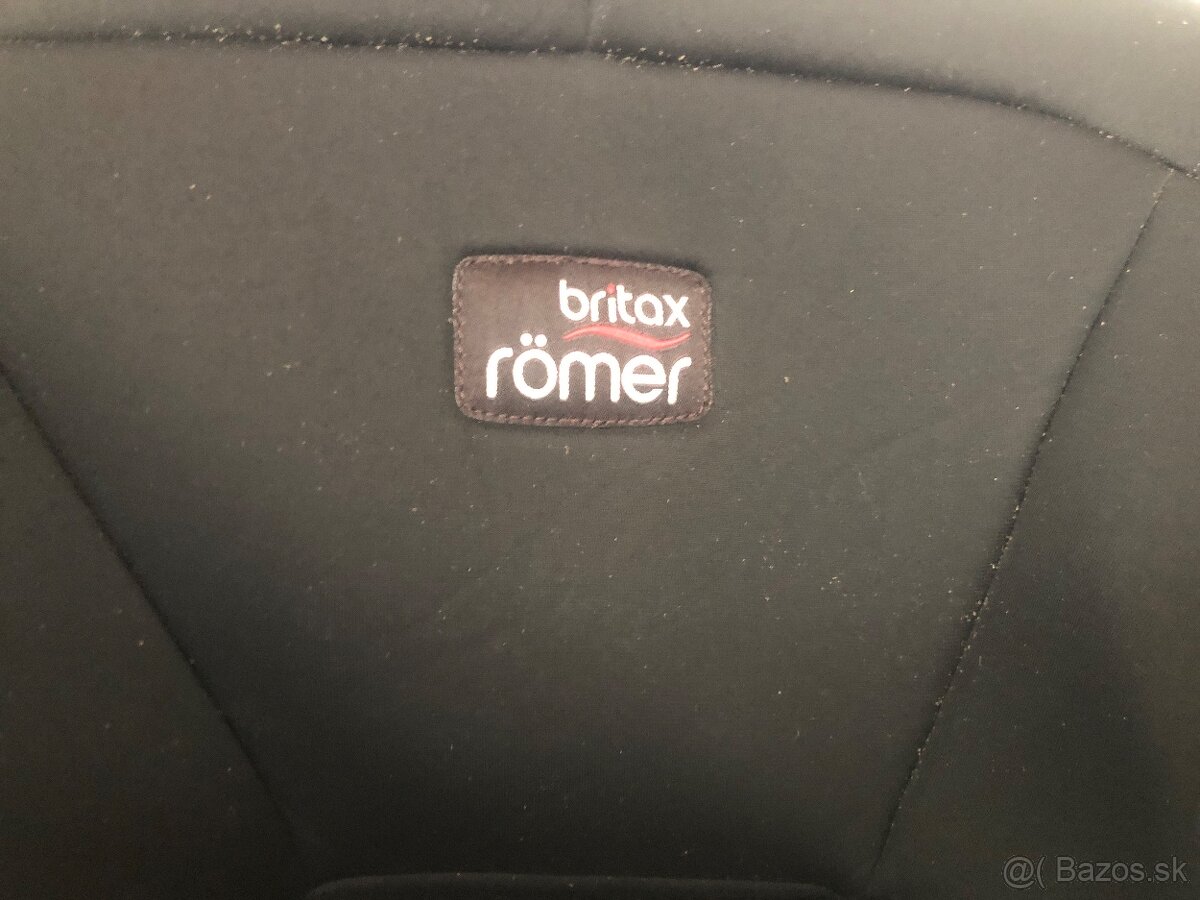 britax
römer
@( Bazos.sk